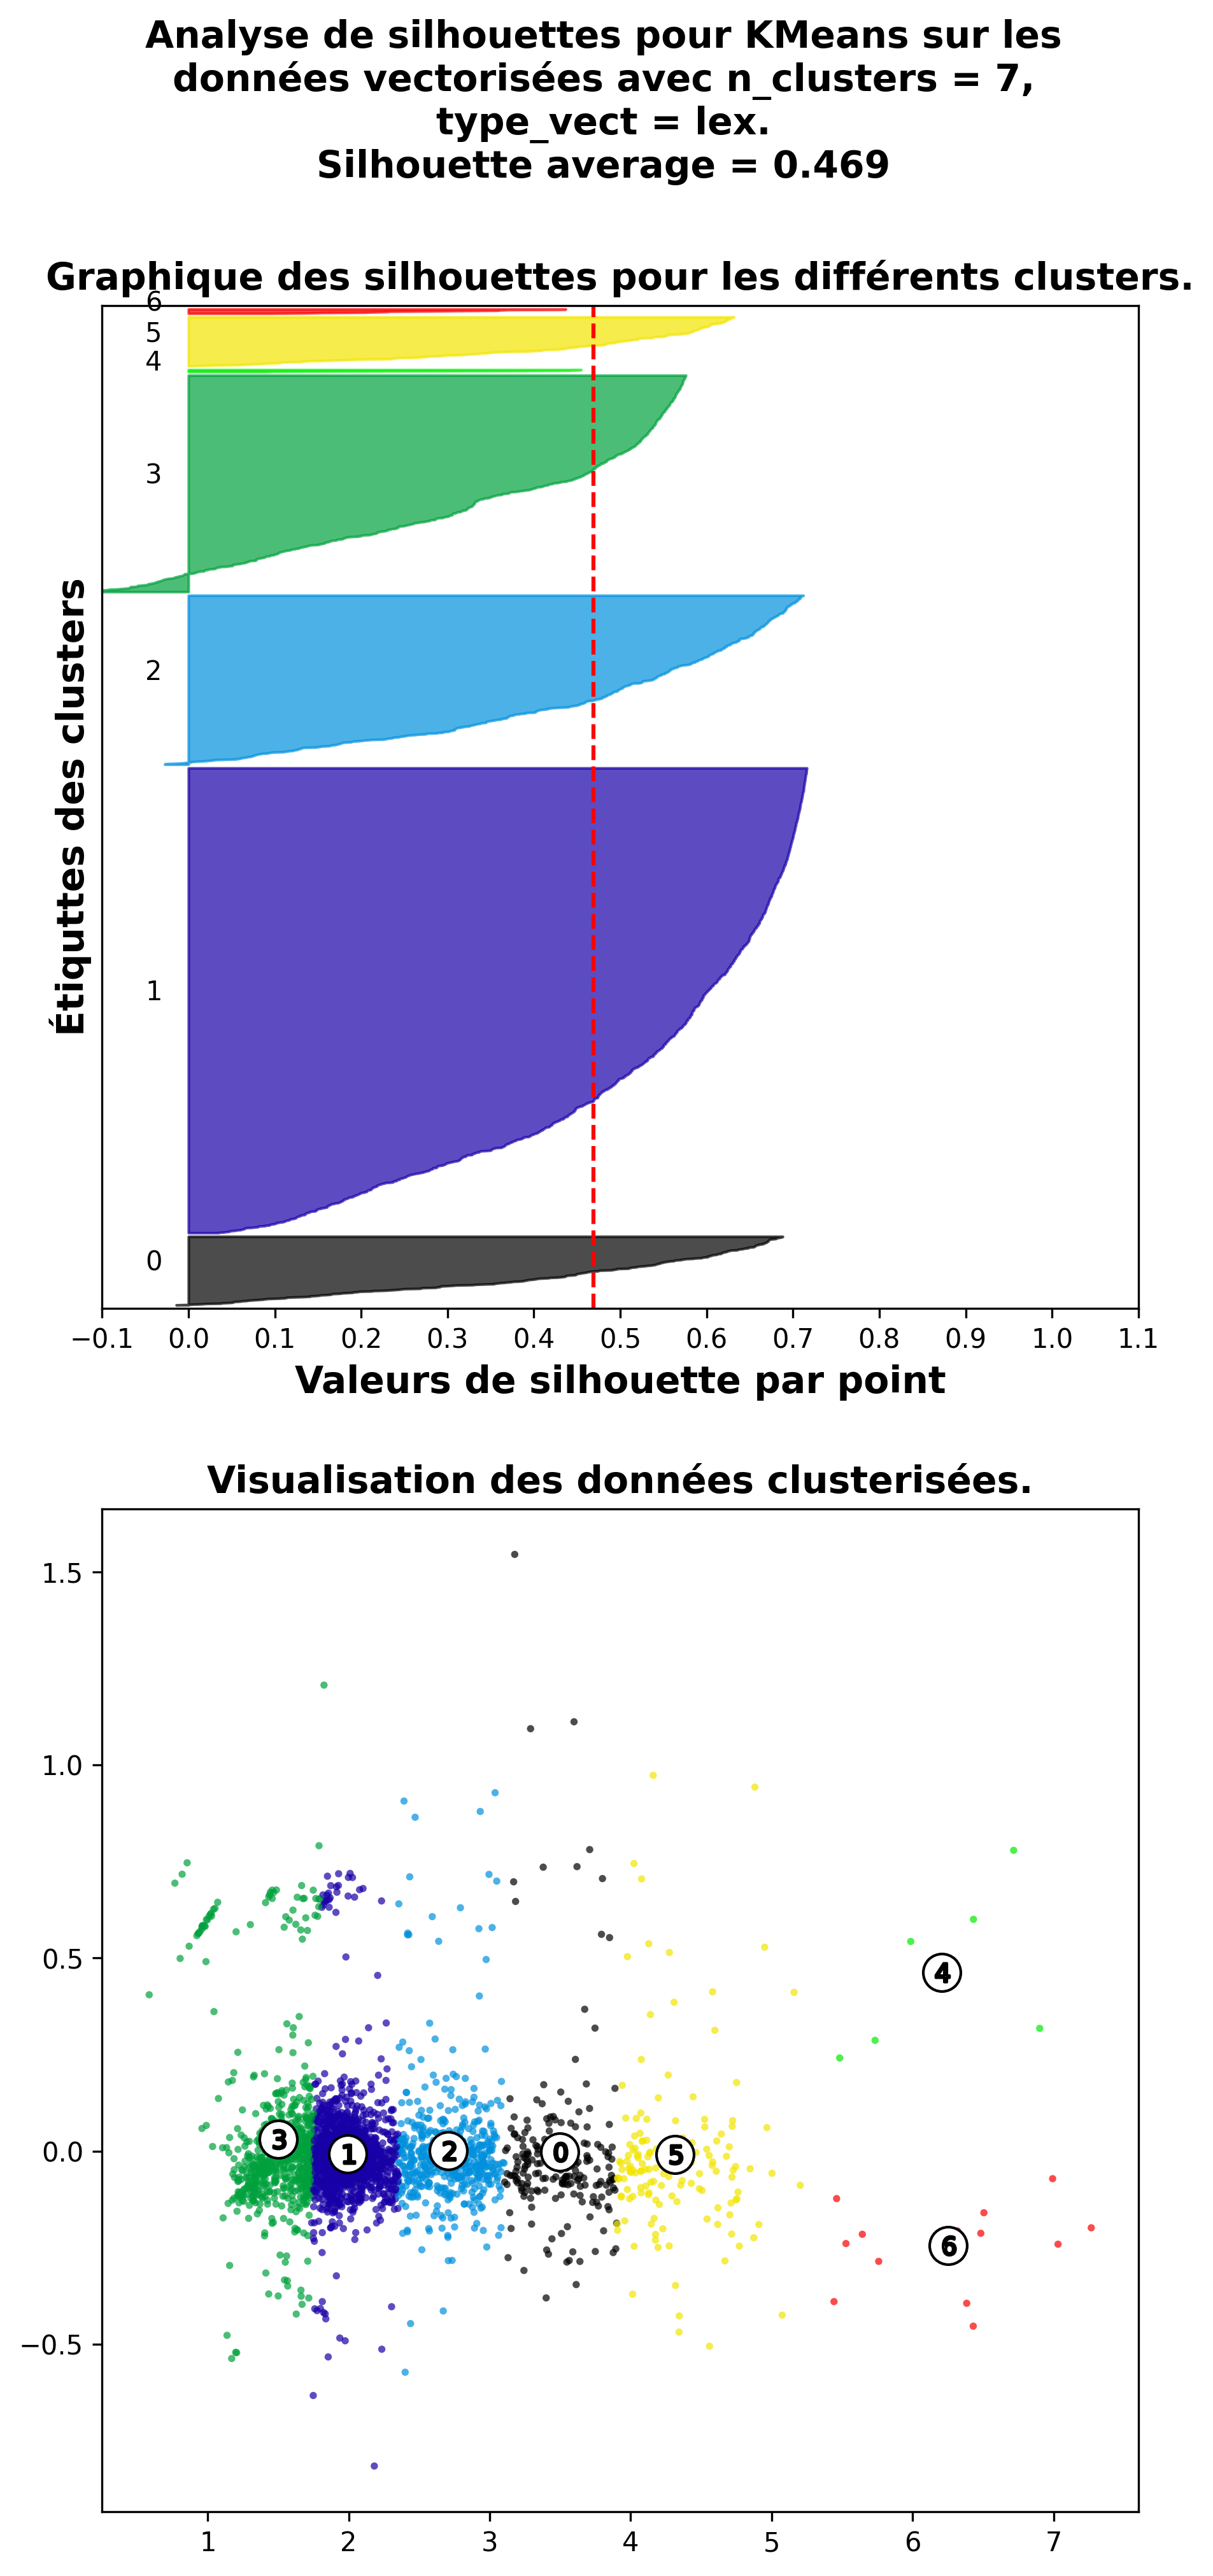 Analyse de silhouettes pour KMeans sur les
données vectorisées avec n_clusters = 7,
type_vect = lex.
Silhouette average = 0.469
Graphique des silhouettes pour les différents clusters.
6
5
4
3
2
1
0
Étiquttes des clusters
−0.1 0.0 0.1 0.2 0.3 0.4 0.5 0.6 0.7 0.8 0.9 1.0 1.1
Valeurs de silhouette par point
Visualisation des données clusterisées.
1.5
1.0
0.5
0.0
−0.5
4
3 1 2 0 5
6
1 2 3 4 5 6 7